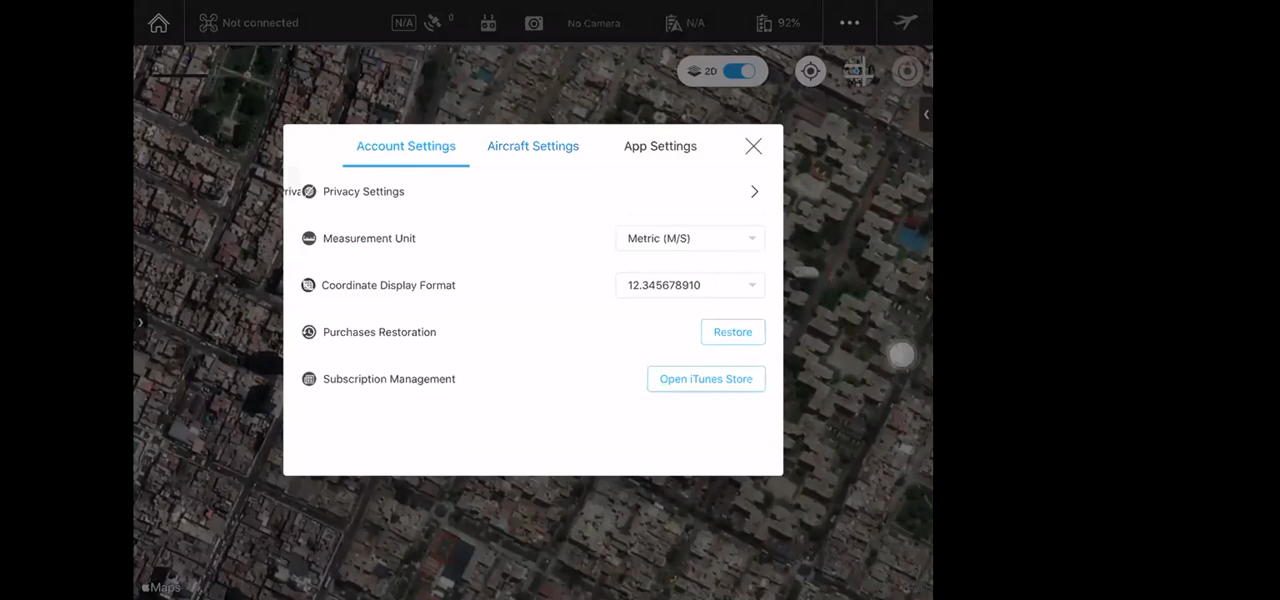 Not connected N/A 0 No Camera N/A 92%
2D
Account Settings Aircraft Settings App Settings
Privacy Settings
Measurement Unit Metric (M/S)
Coordinate Display Format 12.345678910
Purchases Restoration Restore
Subscription Management Open iTunes Store
Maps